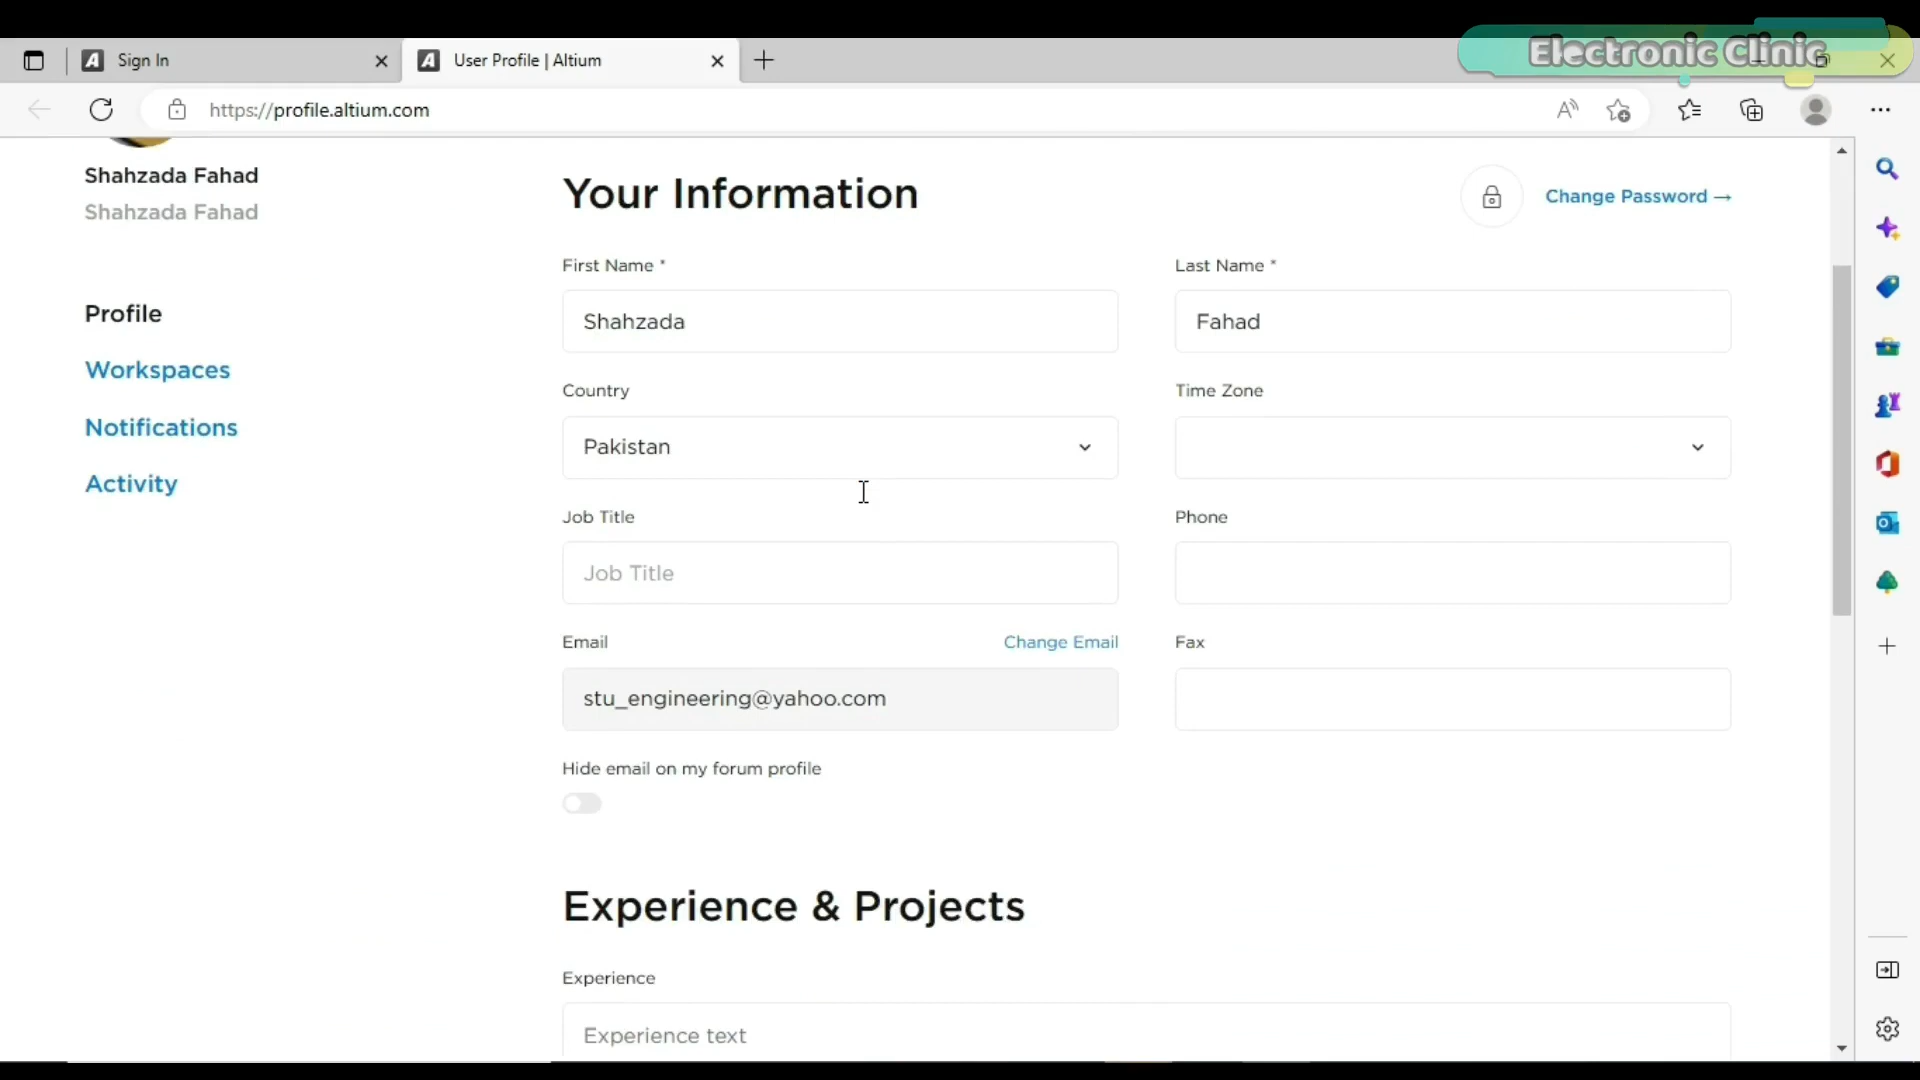 Electronic Clinic
Sign In
User Profile | Altium
https://profile.altium.com
Shahzada Fahad
Shahzada Fahad
Profile
Workspaces
Notifications
Activity
Your Information
Change Password →
First Name *
Last Name *
Shahzada
Fahad
Country
Time Zone
Pakistan
Job Title
Phone
Job Title
Email
Change Email
Fax
stu_engineering@yahoo.com
Hide email on my forum profile
Experience & Projects
Experience
Experience text